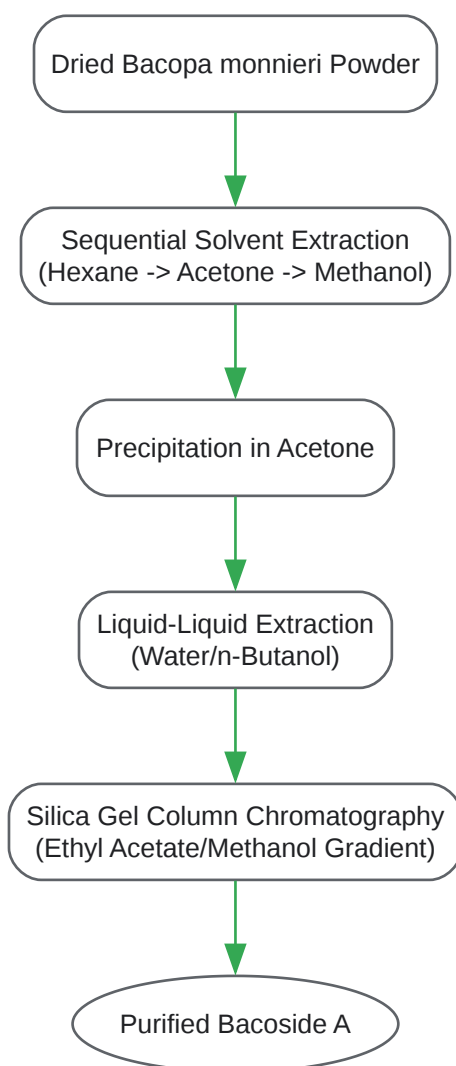 Dried Bacopa monnieri Powder
Sequential Solvent Extraction
(Hexane -> Acetone -> Methanol)
Precipitation in Acetone
Liquid-Liquid Extraction
(Water/n-Butanol)
Silica Gel Column Chromatography
(Ethyl Acetate/Methanol Gradient)
Purified Bacoside A